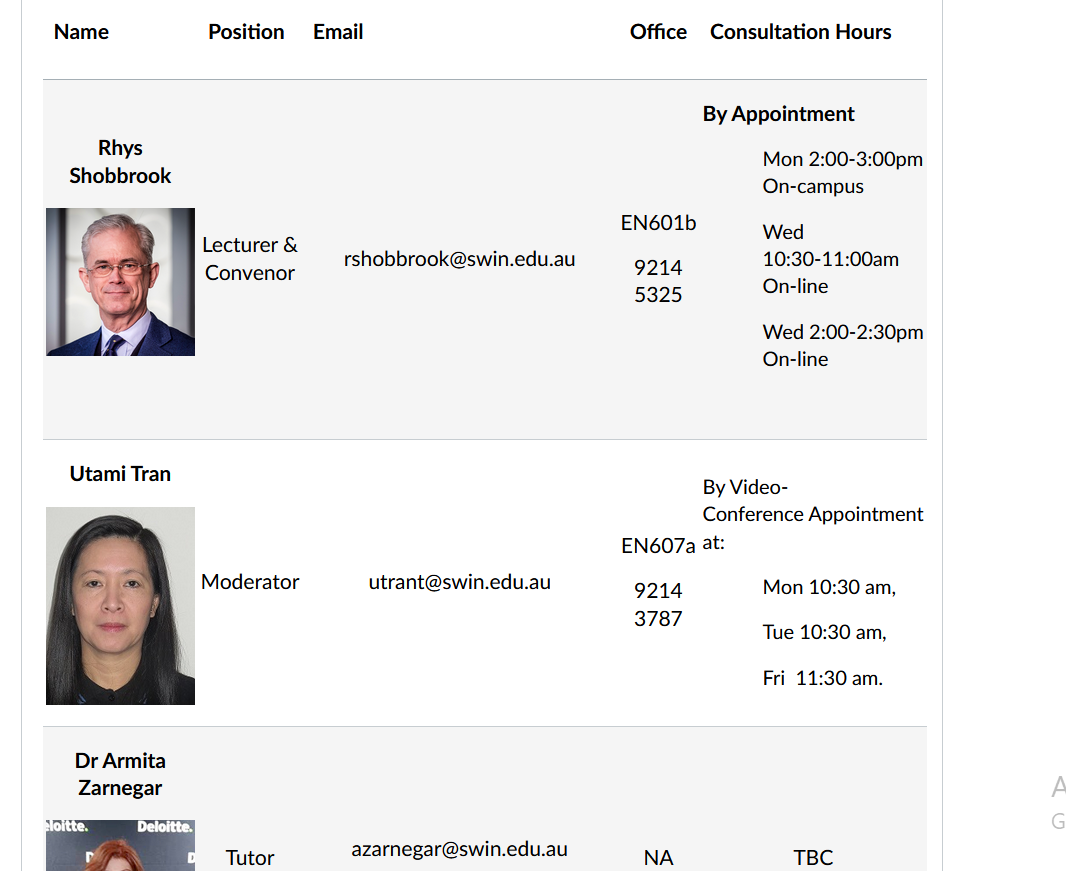 Name Position Email Office Consultation Hours
Rhys
Shobbrook
Lecturer &
Convenor
rshobbrook@swin.edu.au
EN601b
9214
5325
By Appointment
Mon 2:00-3:00pm
On-campus
Wed
10:30-11:00am
On-line
Wed 2:00-2:30pm
On-line
Utami Tran
Moderator
utrant@swin.edu.au
EN607a
9214
3787
By Video-
Conference Appointment
at:
Mon 10:30 am,
Tue 10:30 am,
Fri 11:30 am.
Dr Armita
Zarnegar
Deloitte.
Tutor
azarnegar@swin.edu.au
NA
TBC
A
G